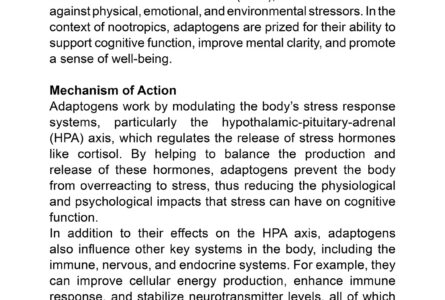 against physical, emotional, and environmental stressors. In the
context of nootropics, adaptogens are prized for their ability to
support cognitive function, improve mental clarity, and promote
a sense of well-being.
Mechanism of Action
Adaptogens work by modulating the body's stress response
systems, particularly the hypothalamic-pituitary-adrenal
(HPA) axis, which regulates the release of stress hormones
like cortisol. By helping to balance the production and
release of these hormones, adaptogens prevent the body
from overreacting to stress, thus reducing the physiological
and psychological impacts that stress can have on cognitive
function.
In addition to their effects on the HPA axis, adaptogens
also influence other key systems in the body, including the
immune, nervous, and endocrine systems. For example, they
can improve cellular energy production, enhance immune
response, and stabilize neurotransmitter levels, all of which